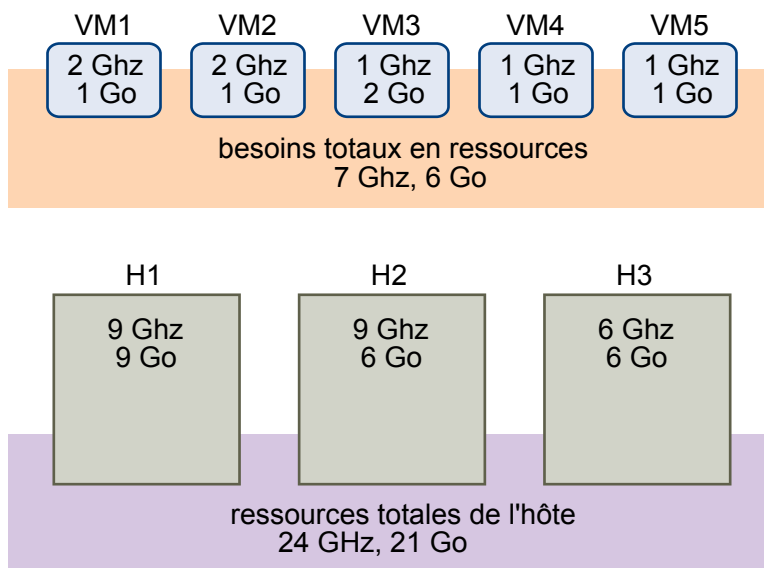 VM1 VM2 VM3 VM4 VM5
2 Ghz 2 Ghz 1 Ghz 1 Ghz 1 Ghz
1 Go 1 Go 2 Go 1 Go 1 Go
besoins totaux en ressources
7 Ghz, 6 Go
H1 H2 H3
9 Ghz 9 Ghz 6 Ghz
9 Go 6 Go 6 Go
ressources totales de l'hôte
24 GHz, 21 Go